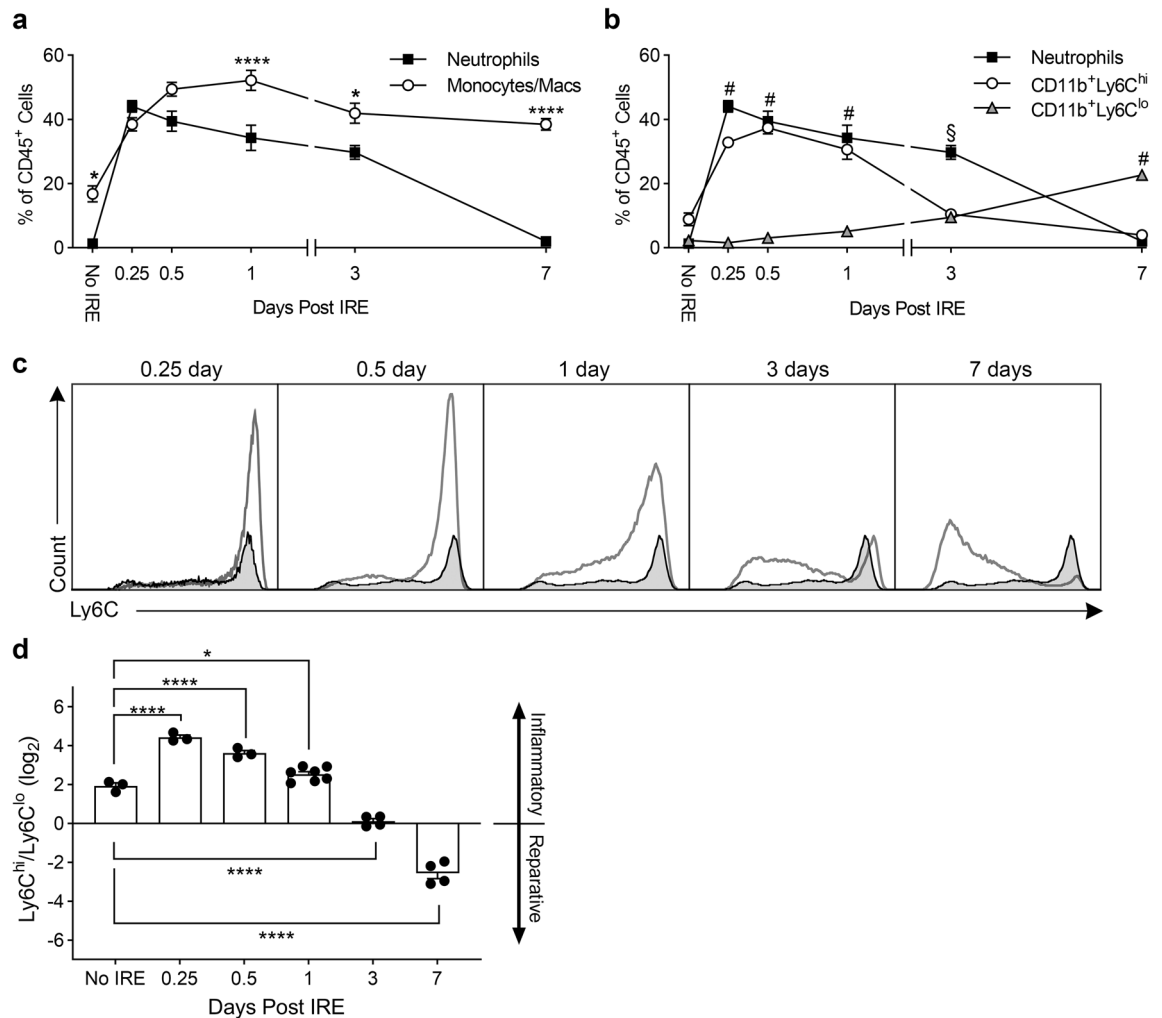 a
60
40
20
0
% of CD45⁺ Cells
Neutrophils
Monocytes/Macs
*
****
*
****
No IRE
0.25
0.5
1
3
7
Days Post IRE
b
60
40
20
0
% of CD45⁺ Cells
Neutrophils
CD11b⁺Ly6Cʰⁱ
CD11b⁺Ly6Cˡᵒ
#
#
#
§
#
No IRE
0.25
0.5
1
3
7
Days Post IRE
c
0.25 day
0.5 day
1 day
3 days
7 days
Count
Ly6C
d
6
4
2
0
-2
-4
-6
Ly6Cʰⁱ/Ly6Cˡᵒ (log₂)
*
****
****
****
****
Inflammatory
Reparative
No IRE
0.25
0.5
1
3
7
Days Post IRE